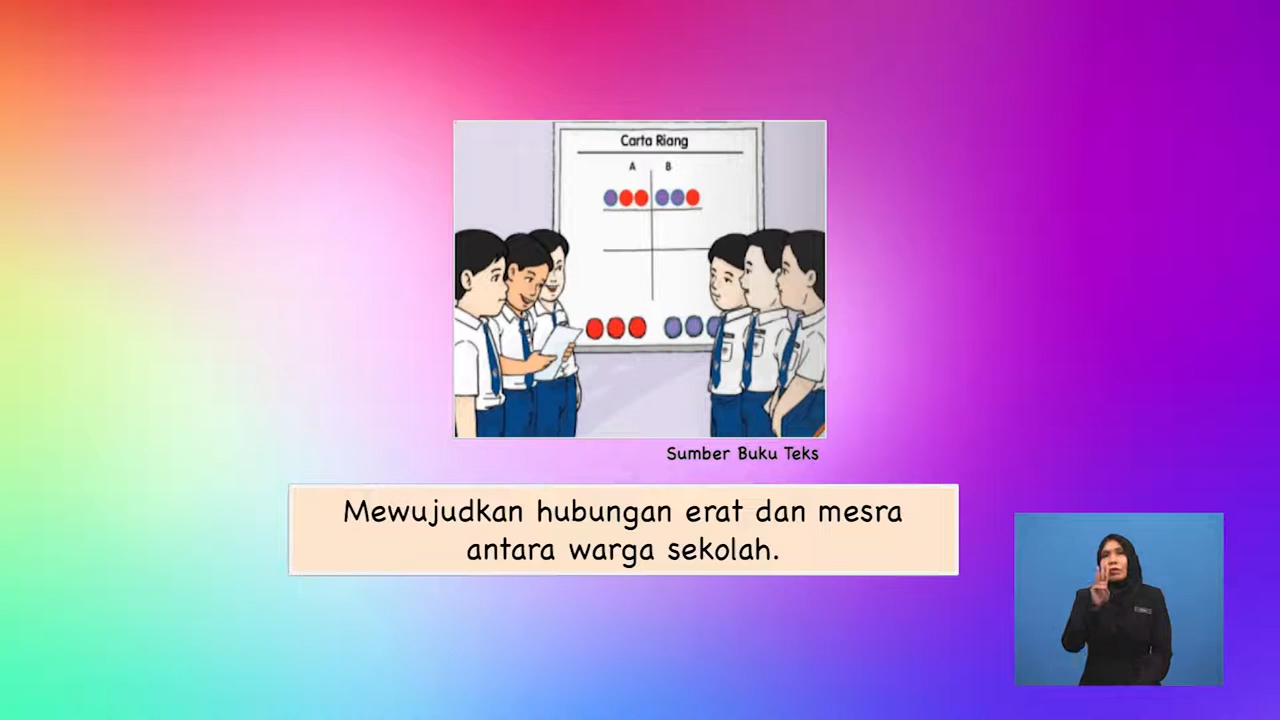 Carta Riang
A B
Sumber Buku Teks
Mewujudkan hubungan erat dan mesra
antara warga sekolah.